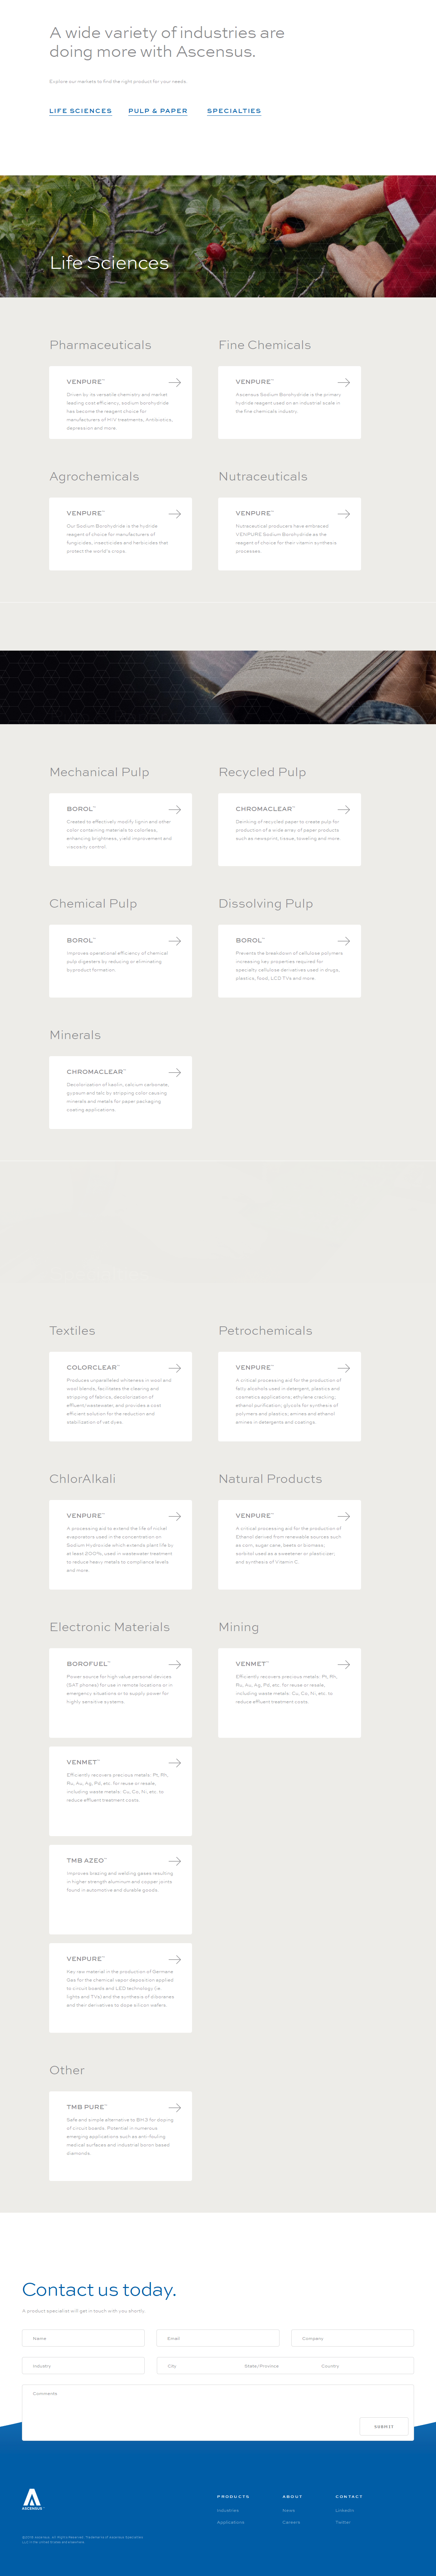 A wide variety of industries are
doing more with Ascensus.
Explore our markets to find the right product for your needs.
LIFE SCIENCES
PULP & PAPER
SPECIALTIES
Life Sciences
Pharmaceuticals
VENPURE™
Driven by its versatile chemistry and market
leading cost efficiency, sodium borohydride
has become the reagent choice for
manufacturers of HIV treatments, Antibiotics,
depression and more.
Fine Chemicals
VENPURE™
Ascensus Sodium Borohydride is the primary
hydride reagent used on an industrial scale in
the fine chemicals industry.
Agrochemicals
VENPURE™
Our Sodium Borohydride is the hydride
reagent of choice for manufacturers of
fungicides, insecticides and herbicides that
protect the world's crops.
Nutraceuticals
VENPURE™
Nutraceutical producers have embraced
VENPURE Sodium Borohydride as the
reagent of choice for their vitamin synthesis
processes.
Mechanical Pulp
BOROL™
Created to effectively modify lignin and other
color containing materials to colorless,
enhancing brightness, yield improvement and
viscosity control.
Recycled Pulp
CHROMACLEAR™
Deinking of recycled paper to create pulp for
production of a wide array of paper products
such as newsprint, tissue, toweling and more.
Chemical Pulp
BOROL™
Improves operational efficiency of chemical
pulp digesters by reducing or eliminating
byproduct formation.
Dissolving Pulp
BOROL™
Prevents the breakdown of cellulose polymers
increasing key properties required for
specialty cellulose derivatives used in drugs,
plastics, food, LCD TVs and more.
Minerals
CHROMACLEAR™
Decolorization of kaolin, calcium carbonate,
gypsum and talc by stripping color causing
minerals and metals for paper packaging
coating applications.
Textiles
COLORCLEAR™
Produces unparalleled whiteness in wool and
wool blends, facilitates the cleaning and
stripping of fabrics, decolorization of
effluent/wastewater, and provides a cost
efficient solution for the reduction and
stabilization of vat dyes.
Petrochemicals
VENPURE™
A critical processing aid for the production of
fatty alcohols used in detergent, plastics and
cosmetics applications; ethylene cracking;
ethanol purification; glycols for synthesis of
polymers and plastics; amines and ethanol
amines in detergents and coatings.
ChlorAlkali
VENPURE™
A processing aid to extend the life of nickel
evaporators used in the concentration on
Sodium Hydroxide which extends plant life by
at least 200%, used in wastewater treatment
to reduce heavy metals to compliance levels
and more.
Natural Products
VENPURE™
A critical processing aid for the production of
Ethanol derived from renewable sources such
as corn, sugar cane, beets or biomass;
sorbitol used as a sweetener or plasticizer;
and synthesis of Vitamin C.
Electronic Materials
BOROFUEL™
Power source for high value personal devices
(SAT phones) for use in remote locations or in
emergency situations or to supply power for
highly sensitive systems.
Mining
VENMET™
Efficiently recovers precious metals: Pt, Rh,
Ru, Au, Ag, Pd, etc. for reuse or resale,
including waste metals: Cu, Co, Ni, etc. to
reduce effluent treatment costs.
VENMET™
Efficiently recovers precious metals: Pt, Rh,
Ru, Au, Ag, Pd, etc. for reuse or resale,
including waste metals: Cu, Co, Ni, etc. to
reduce effluent treatment costs.
TMB AZEO™
Improves brazing and welding gases resulting
in higher strength aluminum and copper joints
found in automotive and durable goods.
VENPURE™
Key raw material in the production of Germane
Gas for the chemical vapor deposition applied
to circuit boards and LED technology (i.e.
lights and TVs) and the synthesis of diboranes
and their derivatives to dope silicon wafers.
Other
TMB PURE™
Safe and simple alternative to BH3 for doping
of circuit boards. Potential in numerous
emerging applications such as anti-fouling
medical surfaces and industrial boron based
diamonds.
Contact us today.
A product specialist will get in touch with you shortly.
Name
Email
Company
Industry
City
State/Province
Country
Comments
SUBMIT
ASCENSUS™
PRODUCTS
ABOUT
CONTACT
Industries
News
LinkedIn
Applications
Careers
Twitter